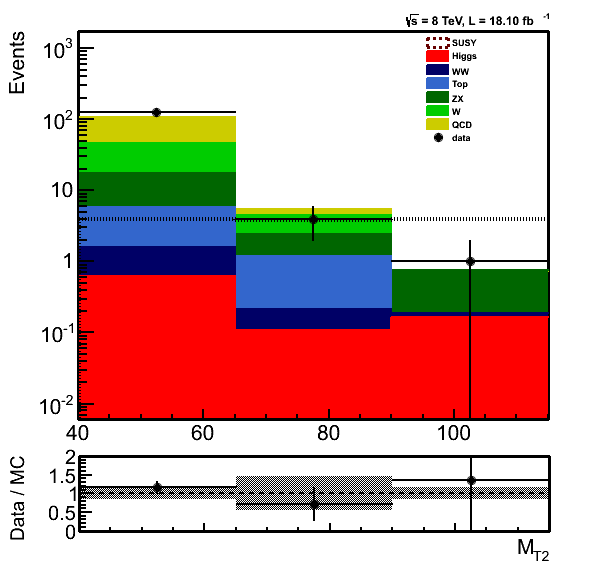 √s = 8 TeV, L = 18.10 fb⁻¹
Events
10³
10²
10
1
10⁻¹
10⁻²
SUSY
Higgs
WW
Top
ZX
W
QCD
data
40 60 80 100
Data / MC
2
1.5
1
0.5
0
M_T2